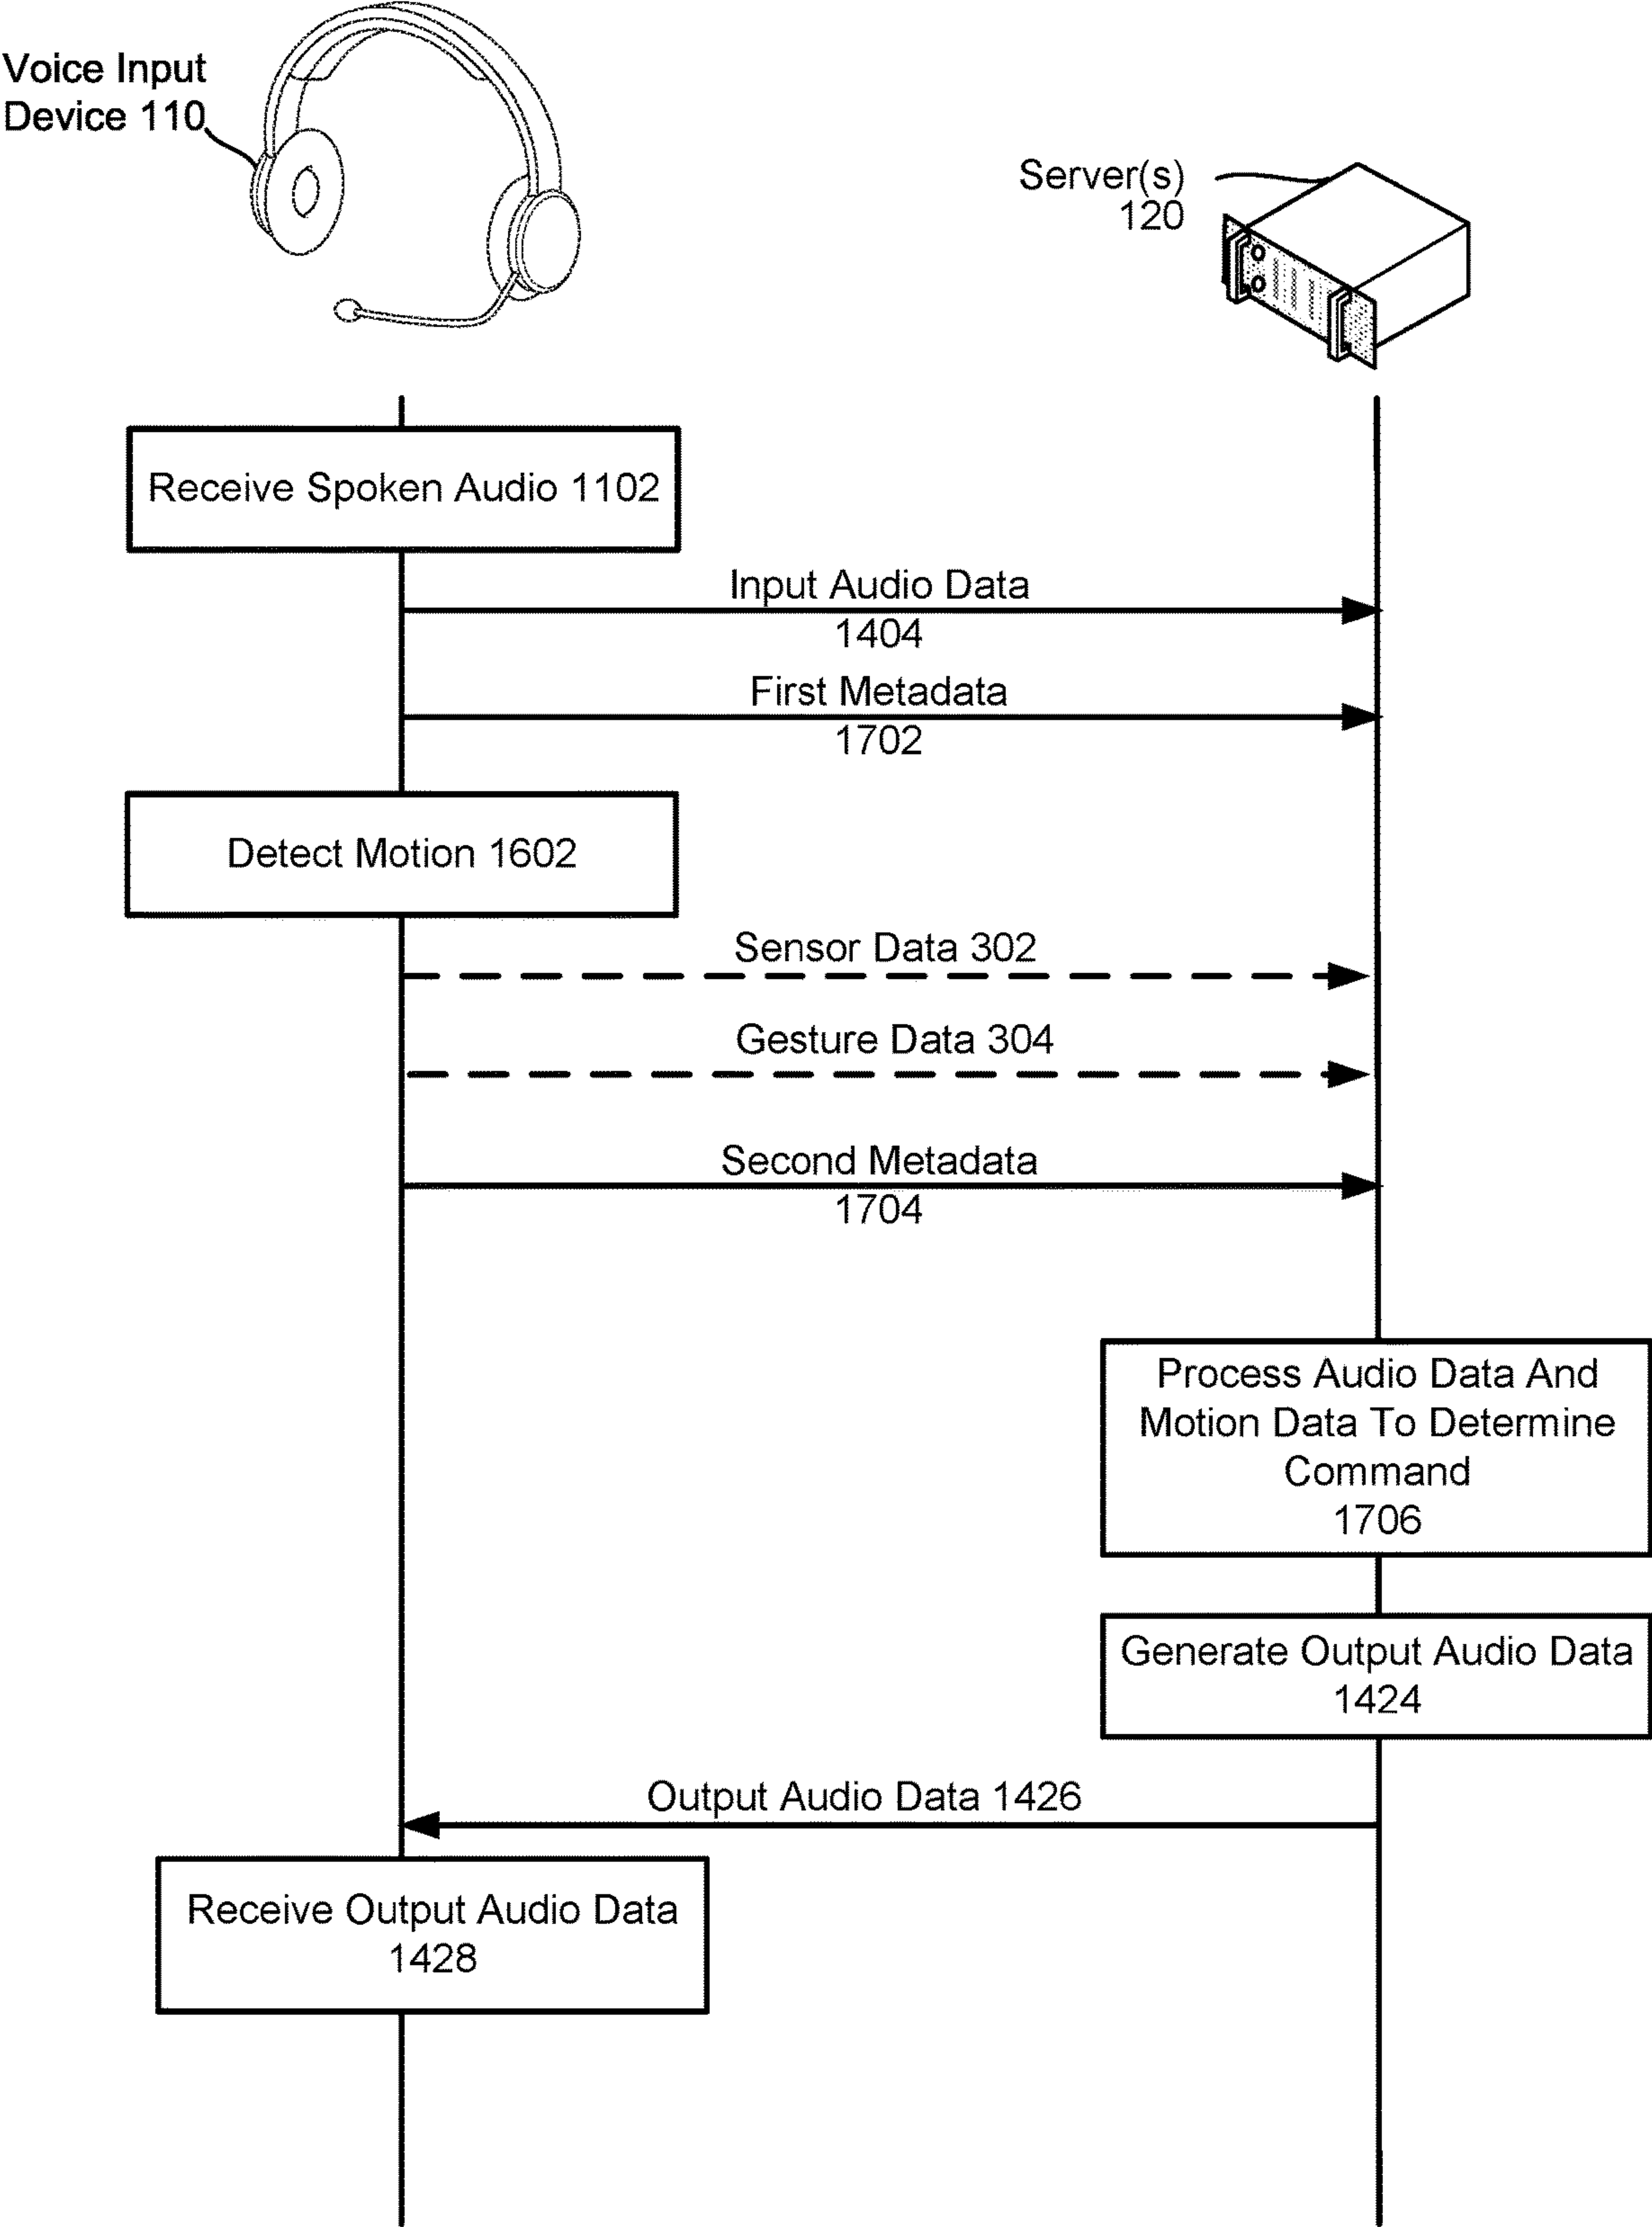 Voice Input
Device 110
Server(s)
120
Receive Spoken Audio 1102
Input Audio Data
1404
First Metadata
1702
Detect Motion 1602
Sensor Data 302
Gesture Data 304
Second Metadata
1704
Process Audio Data And
Motion Data To Determine
Command
1706
Generate Output Audio Data
1424
Output Audio Data 1426
Receive Output Audio Data
1428